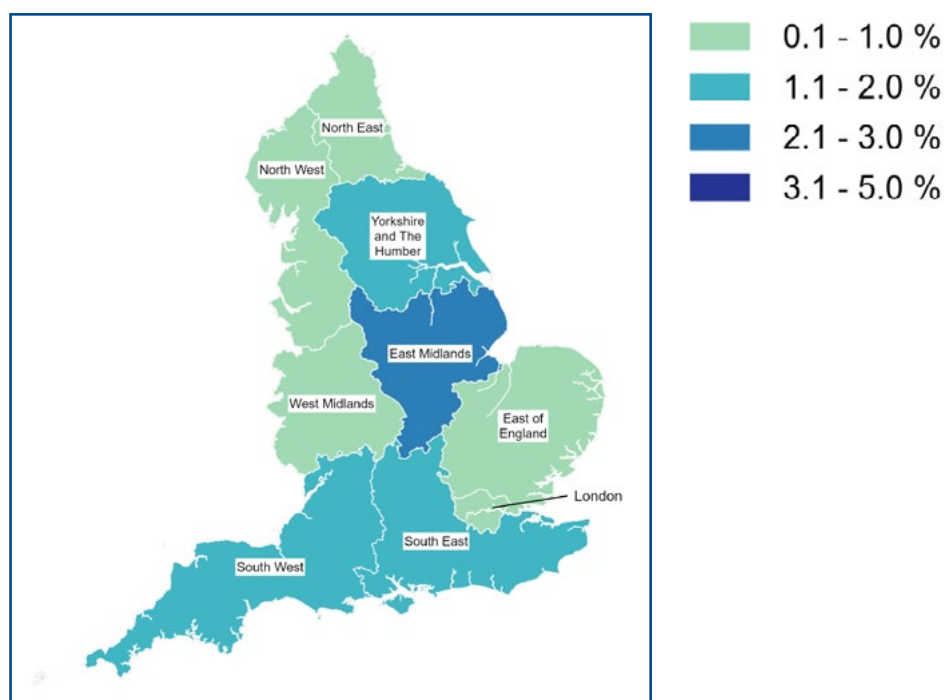 0.1 - 1.0 %
1.1 - 2.0 %
2.1 - 3.0 %
3.1 - 5.0 %
North East
North West
Yorkshire
and The
Humber
East Midlands
West Midlands
East of
England
London
South East
South West